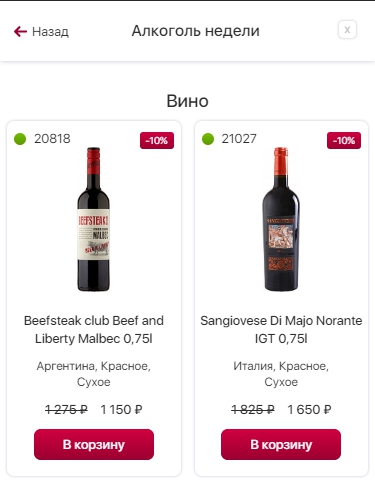 Назад
Алкоголь недели
x
Вино
20818
-10%
21027
-10%
BEEFSTEAK
MALBEC
Beefsteak club Beef and
Liberty Malbec 0,75l
Аргентина, Красное,
Сухое
1 275 ₽ 1 150 ₽
В корзину
Sangiovese Di Majo Norante
IGT 0,75l
Италия, Красное,
Сухое
1 825 ₽ 1 650 ₽
В корзину